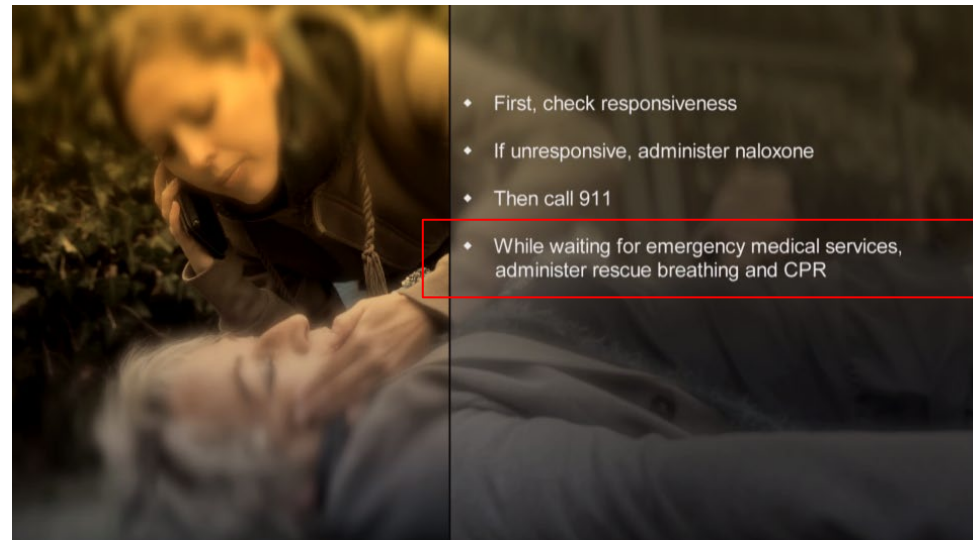 First, check responsiveness
If unresponsive, administer naloxone
Then call 911
While waiting for emergency medical services,
administer rescue breathing and CPR